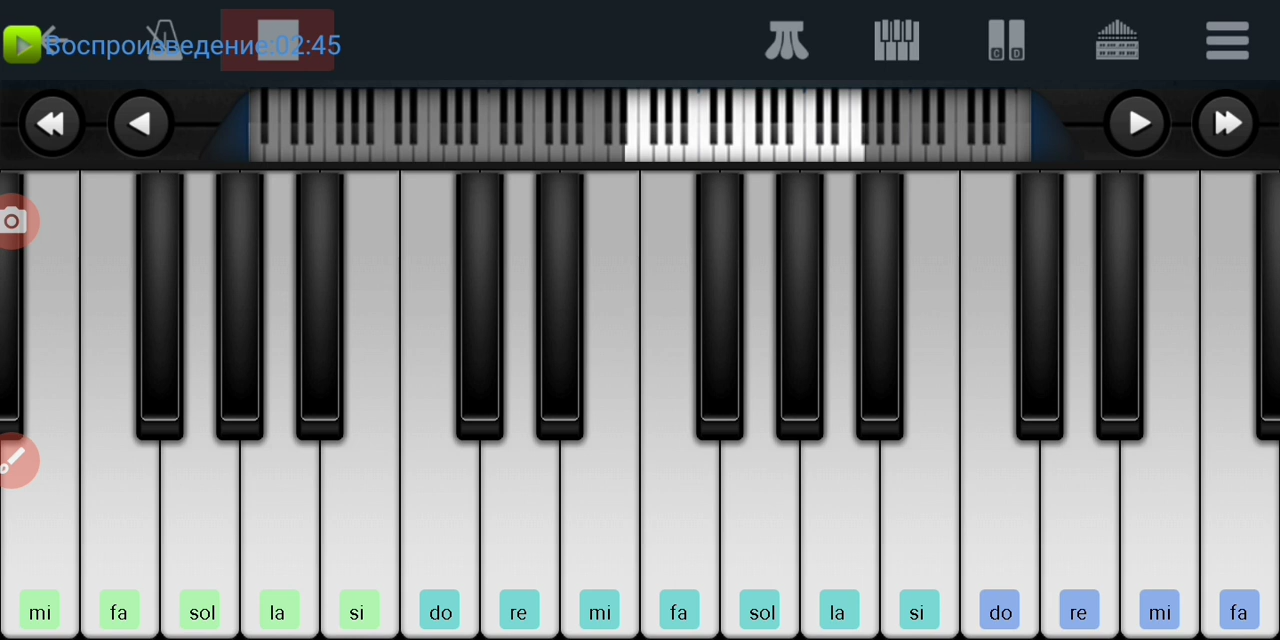 Воспроизведение:02:45
C D
mi fa sol la si do re mi fa sol la si do re mi fa